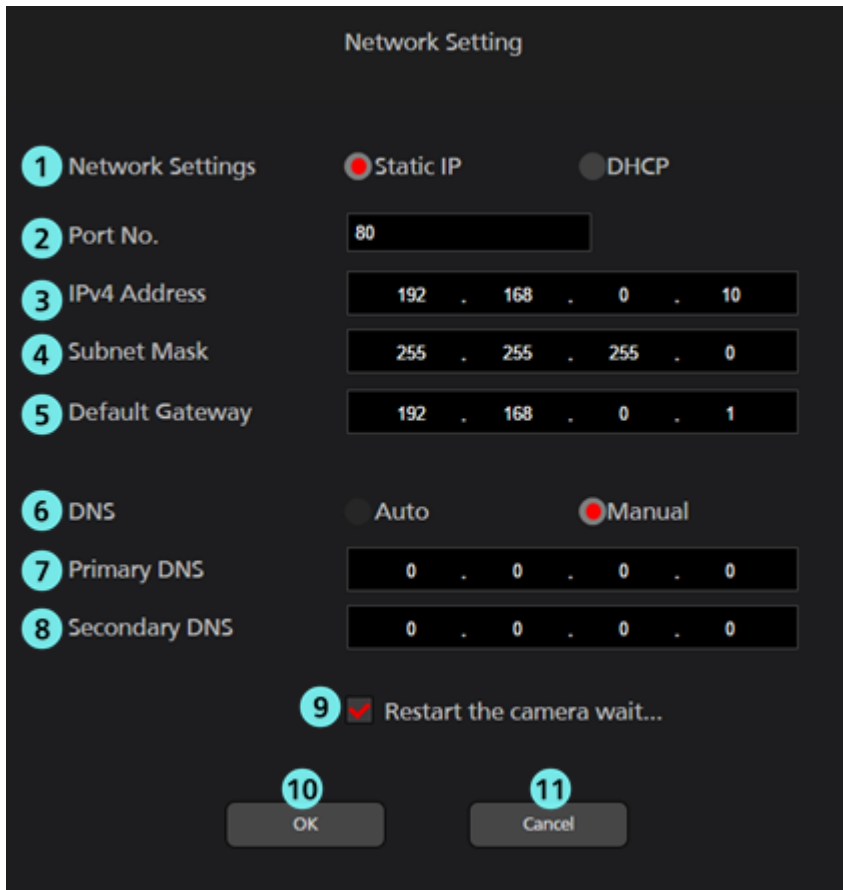 Network Setting
1 Network Settings Static IP DHCP
2 Port No. 80
3 IPv4 Address 192 . 168 . 0 . 10
4 Subnet Mask 255 . 255 . 255 . 0
5 Default Gateway 192 . 168 . 0 . 1
6 DNS Auto Manual
7 Primary DNS 0 . 0 . 0 . 0
8 Secondary DNS 0 . 0 . 0 . 0
9 Restart the camera wait...
10 11
OK Cancel